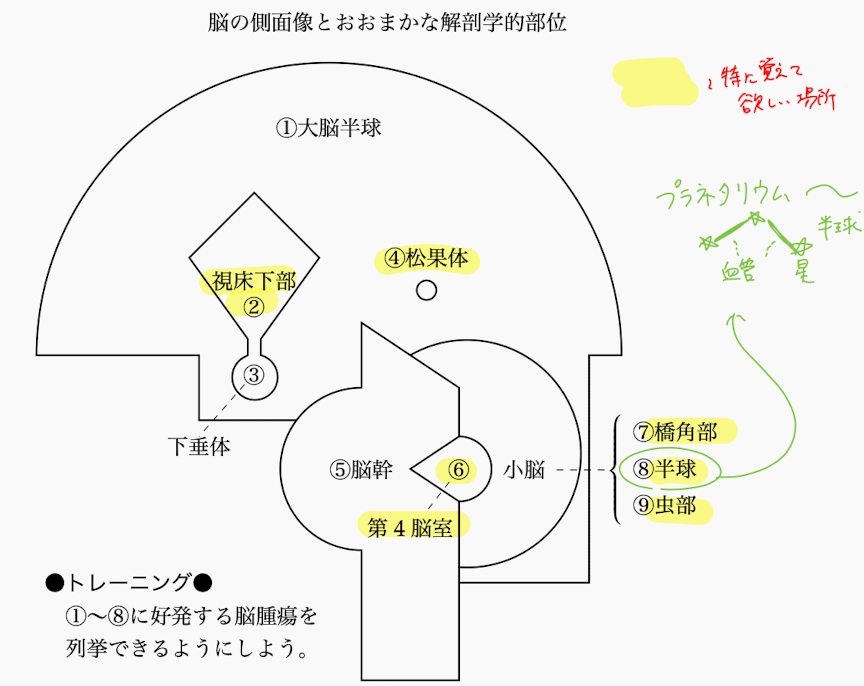 脳の側面像とおおまかな解剖学的部位
特に覚えて
欲しい場所
①大脳半球
プラネタリウム
半球
血管
星
④松果体
視床下部
②
③
下垂体
⑤脳幹
⑥
小脳
第4脳室
⑦橋角部
⑧半球
⑨虫部
●トレーニング●
①〜⑧に好発する脳腫瘍を
列挙できるようにしよう。